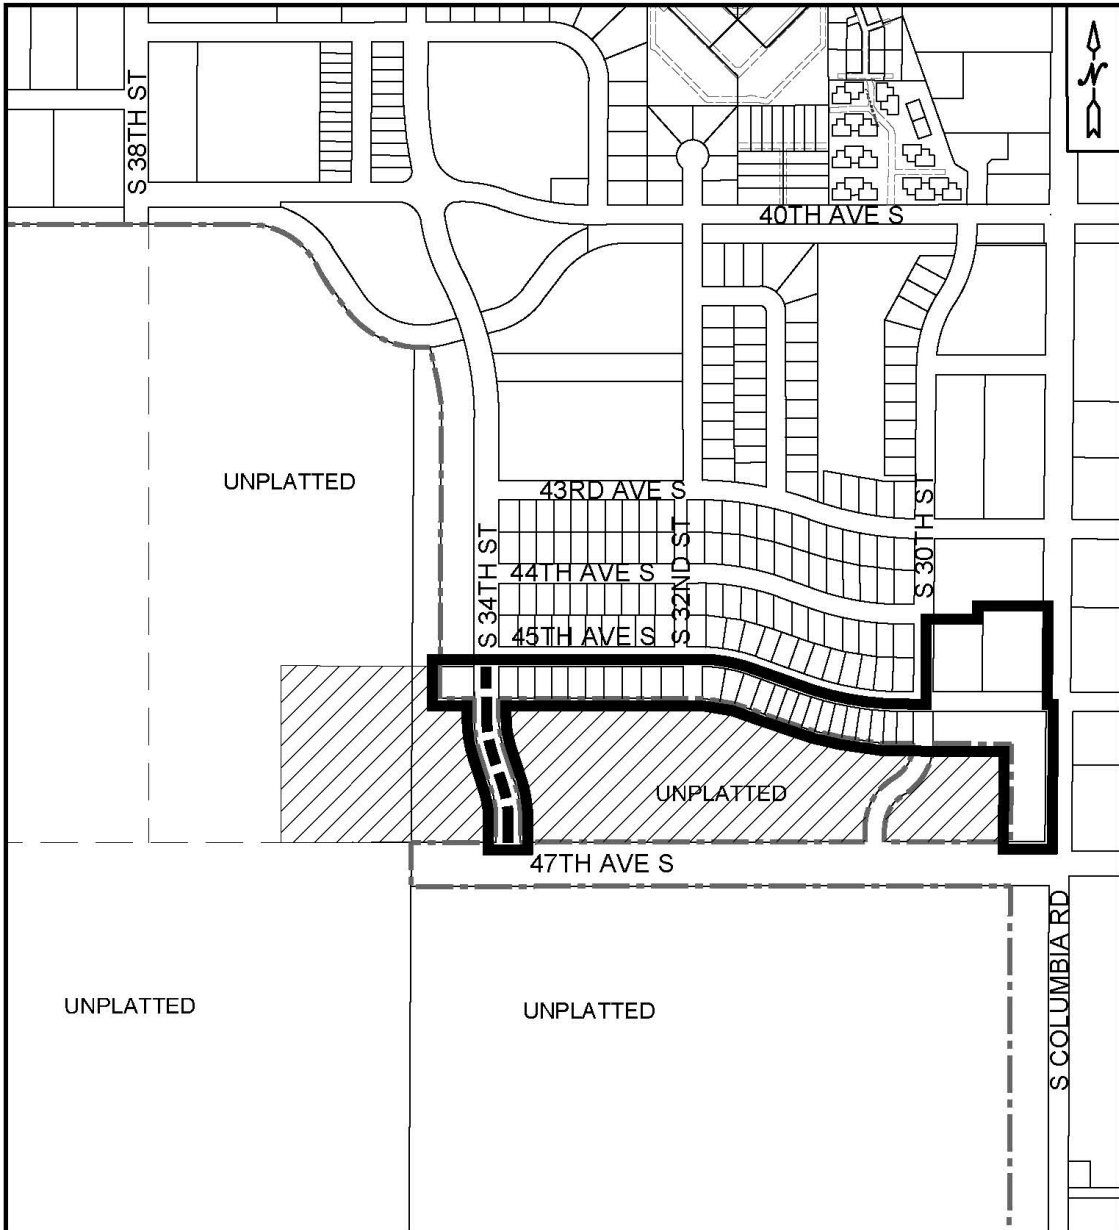 N
S 38TH ST
40TH AVE S
UNPLATTED
43RD AVE S
S 34TH ST
44TH AVE S
S 32ND ST
S 30TH ST
45TH AVE S
UNPLATTED
47TH AVE S
S COLUMBIA RD
UNPLATTED
UNPLATTED